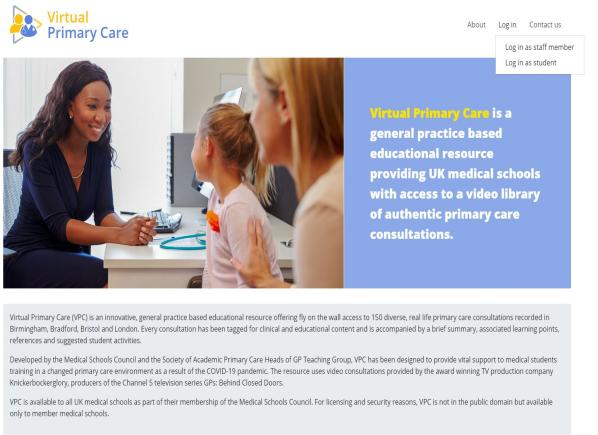 Virtual
Primary Care
About Log in Contact us
Log in as staff member
Log in as student
Virtual Primary Care is a
general practice based
educational resource
providing UK medical schools
with access to a video library
of authentic primary care
consultations.
Virtual Primary Care (VPC) is an innovative, general practice based educational resource offering fly on the wall access to 150 diverse, real life primary care consultations recorded in
Birmingham, Bradford, Bristol and London. Every consultation has been tagged for clinical and educational content and is accompanied by a brief summary, associated learning points,
references and suggested student activities.
Developed by the Medical Schools Council and the Society of Academic Primary Care Heads of GP Teaching Group, VPC has been designed to provide vital support to medical students
training in a changed primary care environment as a result of the COVID-19 pandemic. The resource uses video consultations provided by the award winning TV production company
Knickerbockerglory, producers of the Channel 5 television series GPs: Behind Closed Doors.
VPC is available to all UK medical schools as part of their membership of the Medical Schools Council. For licensing and security reasons, VPC is not in the public domain but available
only to member medical schools.